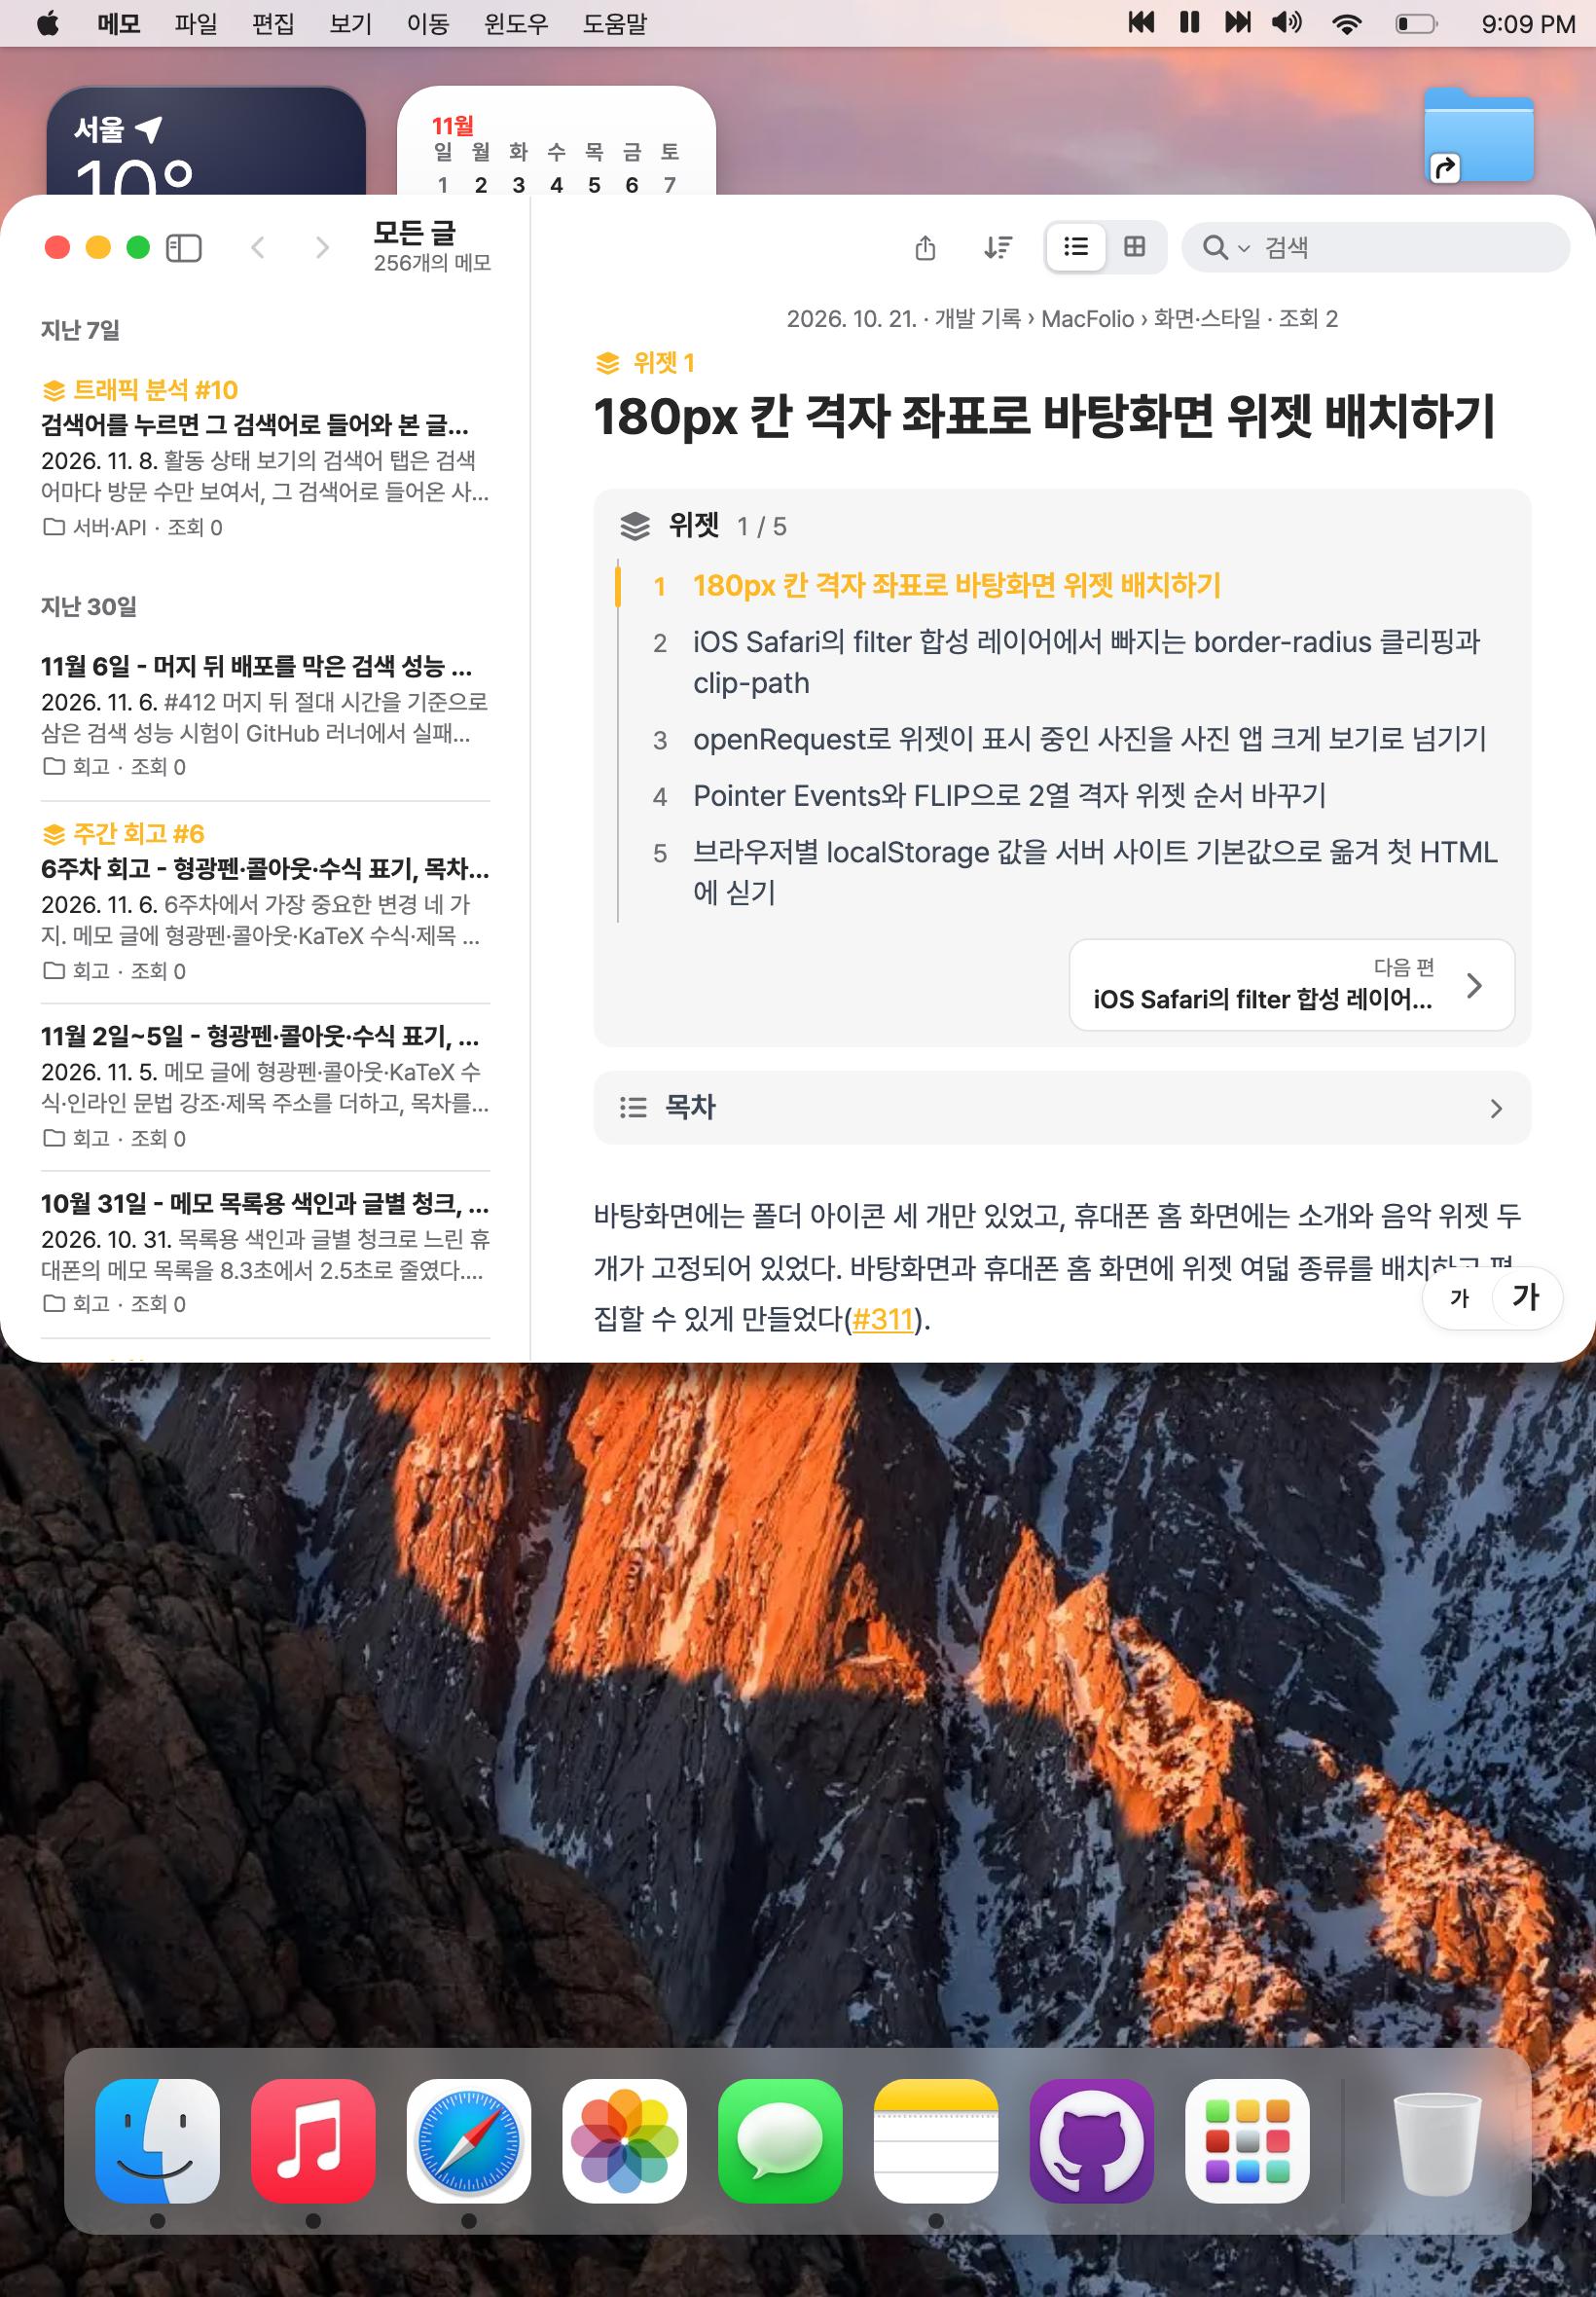 메모 파일 편집 보기 이동 윈도우 도움말 9:09 PM
서울
10°
11월
일 월 화 수 목 금 토
1 2 3 4 5 6 7
모든 글
256개의 메모
검색
지난 7일
트래픽 분석 #10
검색어를 누르면 그 검색어로 들어와 본 글...
2026. 11. 8. 활동 상태 보기의 검색어 탭은 검색
어마다 방문 수만 보여서, 그 검색어로 들어온 사...
서버·API · 조회 0
지난 30일
11월 6일 - 머지 뒤 배포를 막은 검색 성능 ...
2026. 11. 6. #412 머지 뒤 절대 시간을 기준으로
삼은 검색 성능 시험이 GitHub 러너에서 실패...
회고 · 조회 0
주간 회고 #6
6주차 회고 - 형광펜·콜아웃·수식 표기, 목차...
2026. 11. 6. 6주차에서 가장 중요한 변경 네 가
지. 메모 글에 형광펜·콜아웃·KaTeX 수식·제목 ...
회고 · 조회 0
11월 2일~5일 - 형광펜·콜아웃·수식 표기, ...
2026. 11. 5. 메모 글에 형광펜·콜아웃·KaTeX 수
식·인라인 문법 강조·제목 주소를 더하고, 목차를...
회고 · 조회 0
10월 31일 - 메모 목록용 색인과 글별 청크, ...
2026. 10. 31. 목록용 색인과 글별 청크로 느린 휴
대폰의 메모 목록을 8.3초에서 2.5초로 줄였다....
회고 · 조회 0
2026. 10. 21. · 개발 기록 › MacFolio › 화면·스타일 · 조회 2
위젯 1
180px 칸 격자 좌표로 바탕화면 위젯 배치하기
위젯 1 / 5
1 180px 칸 격자 좌표로 바탕화면 위젯 배치하기
2 iOS Safari의 filter 합성 레이어에서 빠지는 border-radius 클리핑과
clip-path
3 openRequest로 위젯이 표시 중인 사진을 사진 앱 크게 보기로 넘기기
4 Pointer Events와 FLIP으로 2열 격자 위젯 순서 바꾸기
5 브라우저별 localStorage 값을 서버 사이트 기본값으로 옮겨 첫 HTML
에 싣기
다음 편
iOS Safari의 filter 합성 레이어...
목차
바탕화면에는 폴더 아이콘 세 개만 있었고, 휴대폰 홈 화면에는 소개와 음악 위젯 두
개가 고정되어 있었다. 바탕화면과 휴대폰 홈 화면에 위젯 여덟 종류를 배치하고 편
집할 수 있게 만들었다(#311).
가 가